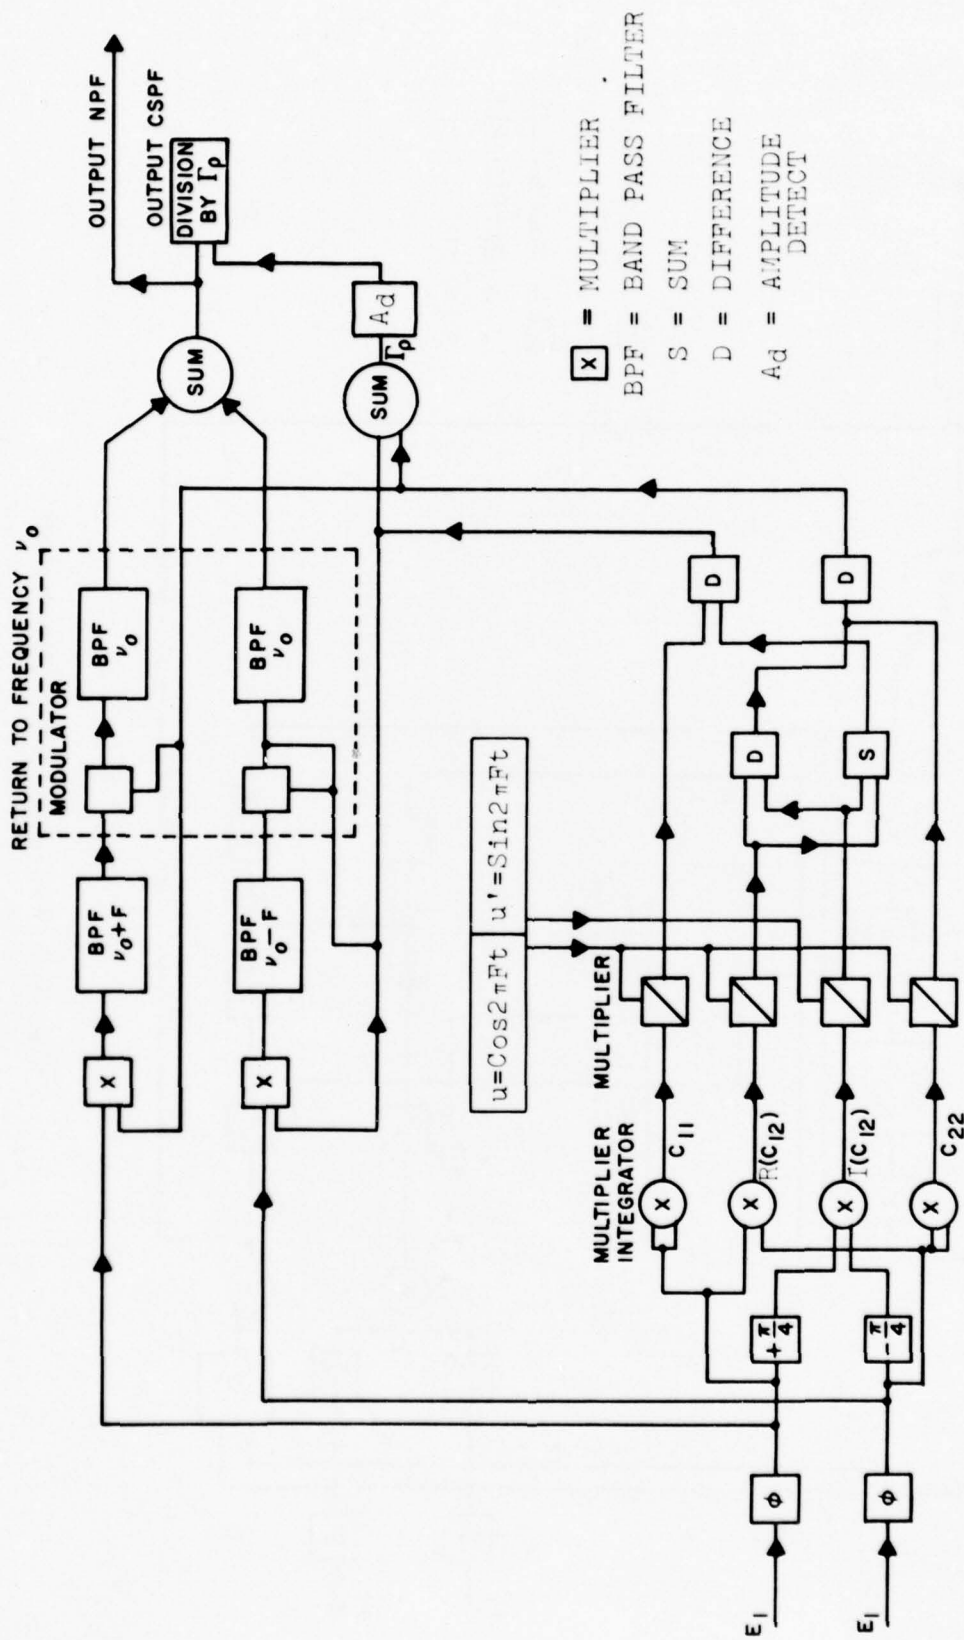 RETURN TO FREQUENCY ν₀
MODULATOR
OUTPUT NPF
OUTPUT CSPF
X
BPF
ν₀+F
BPF
ν₀
SUM
DIVISION
BY Γρ
X
BPF
ν₀−F
BPF
ν₀
SUM
Γρ
Ad
u=Cos2πFt
u'=Sin2πFt
MULTIPLIER
INTEGRATOR
MULTIPLIER
X
C₁₁
X
R(C₁₂)
X
I(C₁₂)
X
C₂₂
D
S
D
D
E₁
φ
+π/4
E₁
φ
−π/4
X = MULTIPLIER
BPF = BAND PASS FILTER
S = SUM
D = DIFFERENCE
Ad = AMPLITUDE
DETECT